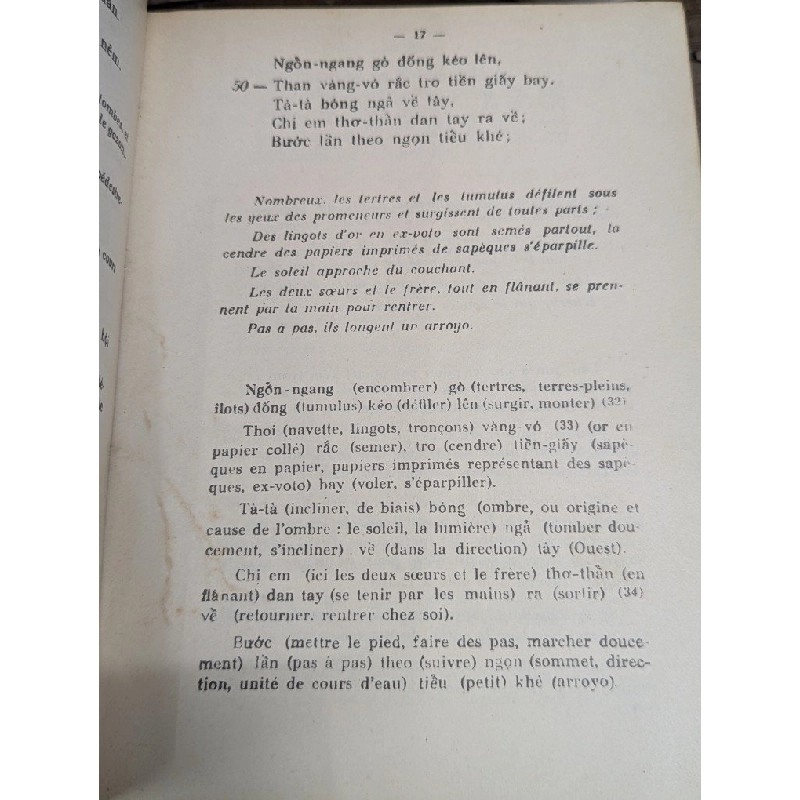 — 17 —
Ngổn-ngang gò đống kéo lên,
50 — Than vàng-vó rắc tro tiền giấy bay.
Tà-tà bóng ngả về tây,
Chị em thơ-thần dan tay ra về;
Bước lần theo ngọn tiều khê;
Nombreux, les tertres et les tumulus défilent sous
les yeux des promeneurs et surgissent de toutes parts ;
Des lingots d'or en ex-voto sont semés partout, la
cendre des papiers imprimés de sapèques s'éparpille.
Le soleil approche du couchant.
Les deux sœurs et le frère, tout en flânant, se pren-
nent par la main pour rentrer.
Pas à pas, ils longent un arroyo.
Ngổn-ngang (encombrer) gò (tertres, terres-pleins,
îlots) đống (tumulus) kéo (défiler) lên (surgir, monter) (32)
Thoi (navette, lingots, tronçons) vàng vó (33) (or en
papier collé) rắc (semer), tro (cendre) tiền-giấy (sapè-
ques en papier, papiers imprimés représentant des sapè-
ques, ex-voto) bay (voler, s'éparpiller).
Tà-tà (incliner, de biais) bóng (ombre, ou origine et
cause de l'ombre : le soleil, la lumière) ngả (tomber dou-
cement, s'incliner) về (dans la direction) tây (Ouest).
Chị em (ici les deux sœurs et le frère) thơ-thần (en
flânant) dan tay (se tenir par les mains) ra (sortir) (34)
về (retourner, rentrer chez soi).
Bước (mettre le pied, faire des pas, marcher douce-
ment) lần (pas à pas) theo (suivre) ngọn (sommet, direc-
tion, unité de cours d'eau) tiều (petit) khê (arroyo)